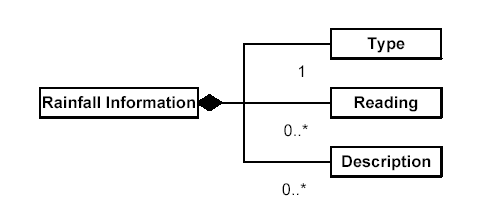 Type
1
Rainfall Information
Reading
0..*
Description
0..*